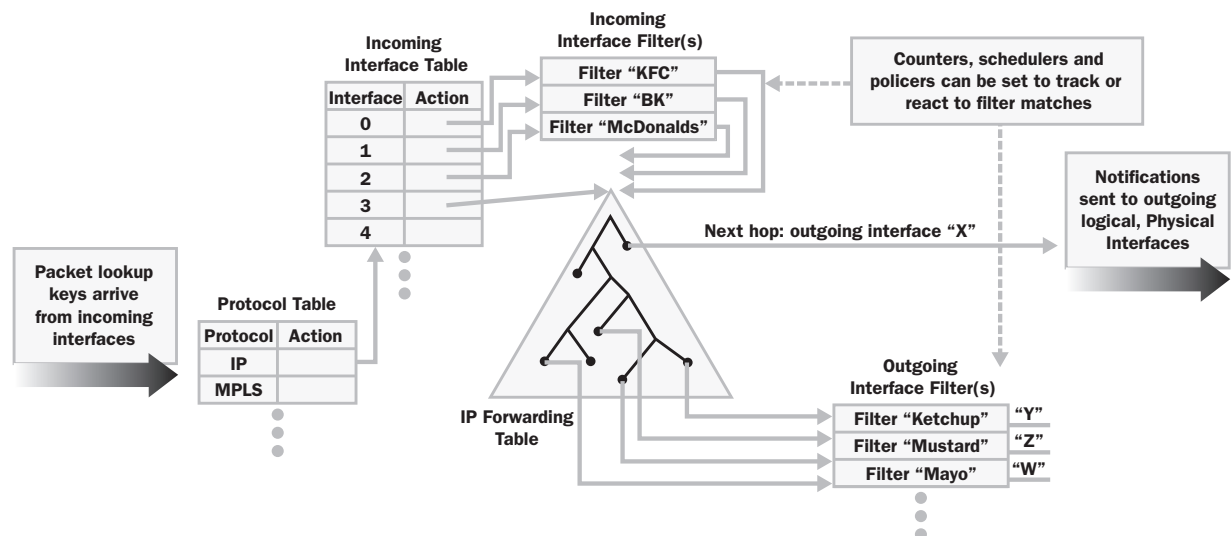 Incoming
Interface Filter(s)
Incoming
Interface Table
Interface Action
0
1
2
3
4
Filter “KFC”
Filter “BK”
Filter “McDonalds”
Counters, schedulers and
policers can be set to track or
react to filter matches
Notifications
sent to outgoing
logical, Physical
Interfaces
Next hop: outgoing interface “X”
Packet lookup
keys arrive
from incoming
interfaces
Protocol Table
Protocol Action
IP
MPLS
IP Forwarding
Table
Outgoing
Interface Filter(s)
Filter “Ketchup” “Y”
Filter “Mustard” “Z”
Filter “Mayo” “W”